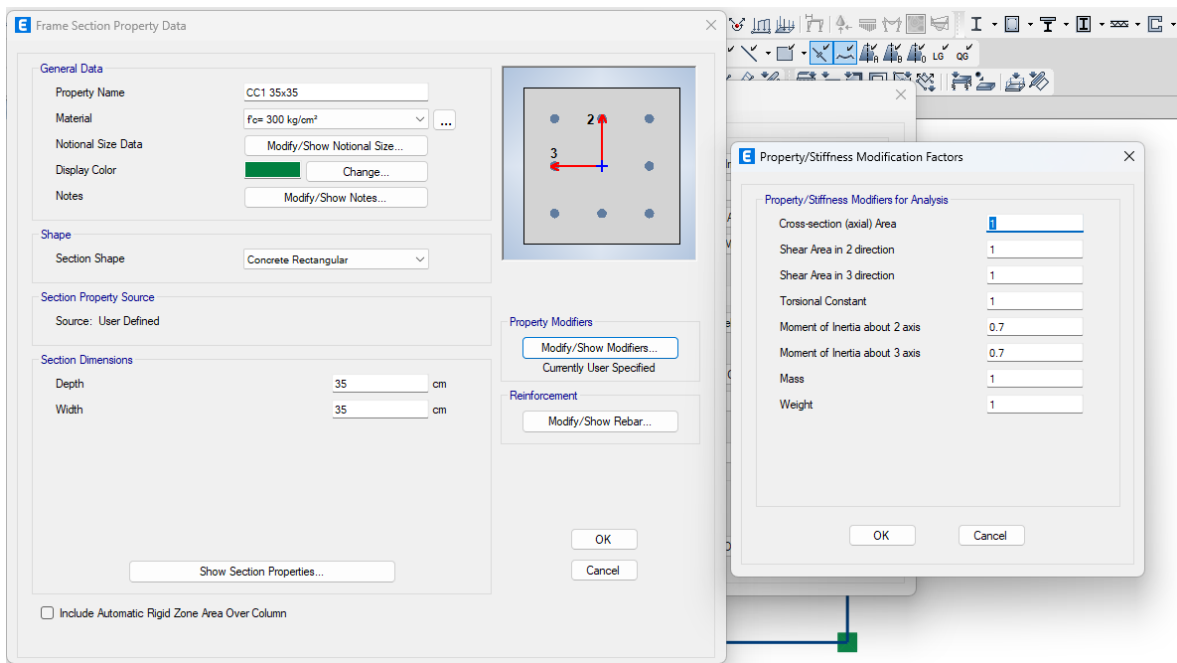 Frame Section Property Data
General Data
Property Name
CC1 35x35
Material
f'c= 300 kg/cm²
...
Notional Size Data
Modify/Show Notional Size...
Display Color
Change...
Notes
Modify/Show Notes...
Shape
Section Shape
Concrete Rectangular
Section Property Source
Source: User Defined
Section Dimensions
Depth
35
cm
Width
35
cm
Show Section Properties...
Include Automatic Rigid Zone Area Over Column
2
3
Property Modifiers
Modify/Show Modifiers...
Currently User Specified
Reinforcement
Modify/Show Rebar...
OK
Cancel
LG
QG
Property/Stiffness Modification Factors
Property/Stiffness Modifiers for Analysis
Cross-section (axial) Area
1
Shear Area in 2 direction
1
Shear Area in 3 direction
1
Torsional Constant
1
Moment of Inertia about 2 axis
0.7
Moment of Inertia about 3 axis
0.7
Mass
1
Weight
1
OK
Cancel